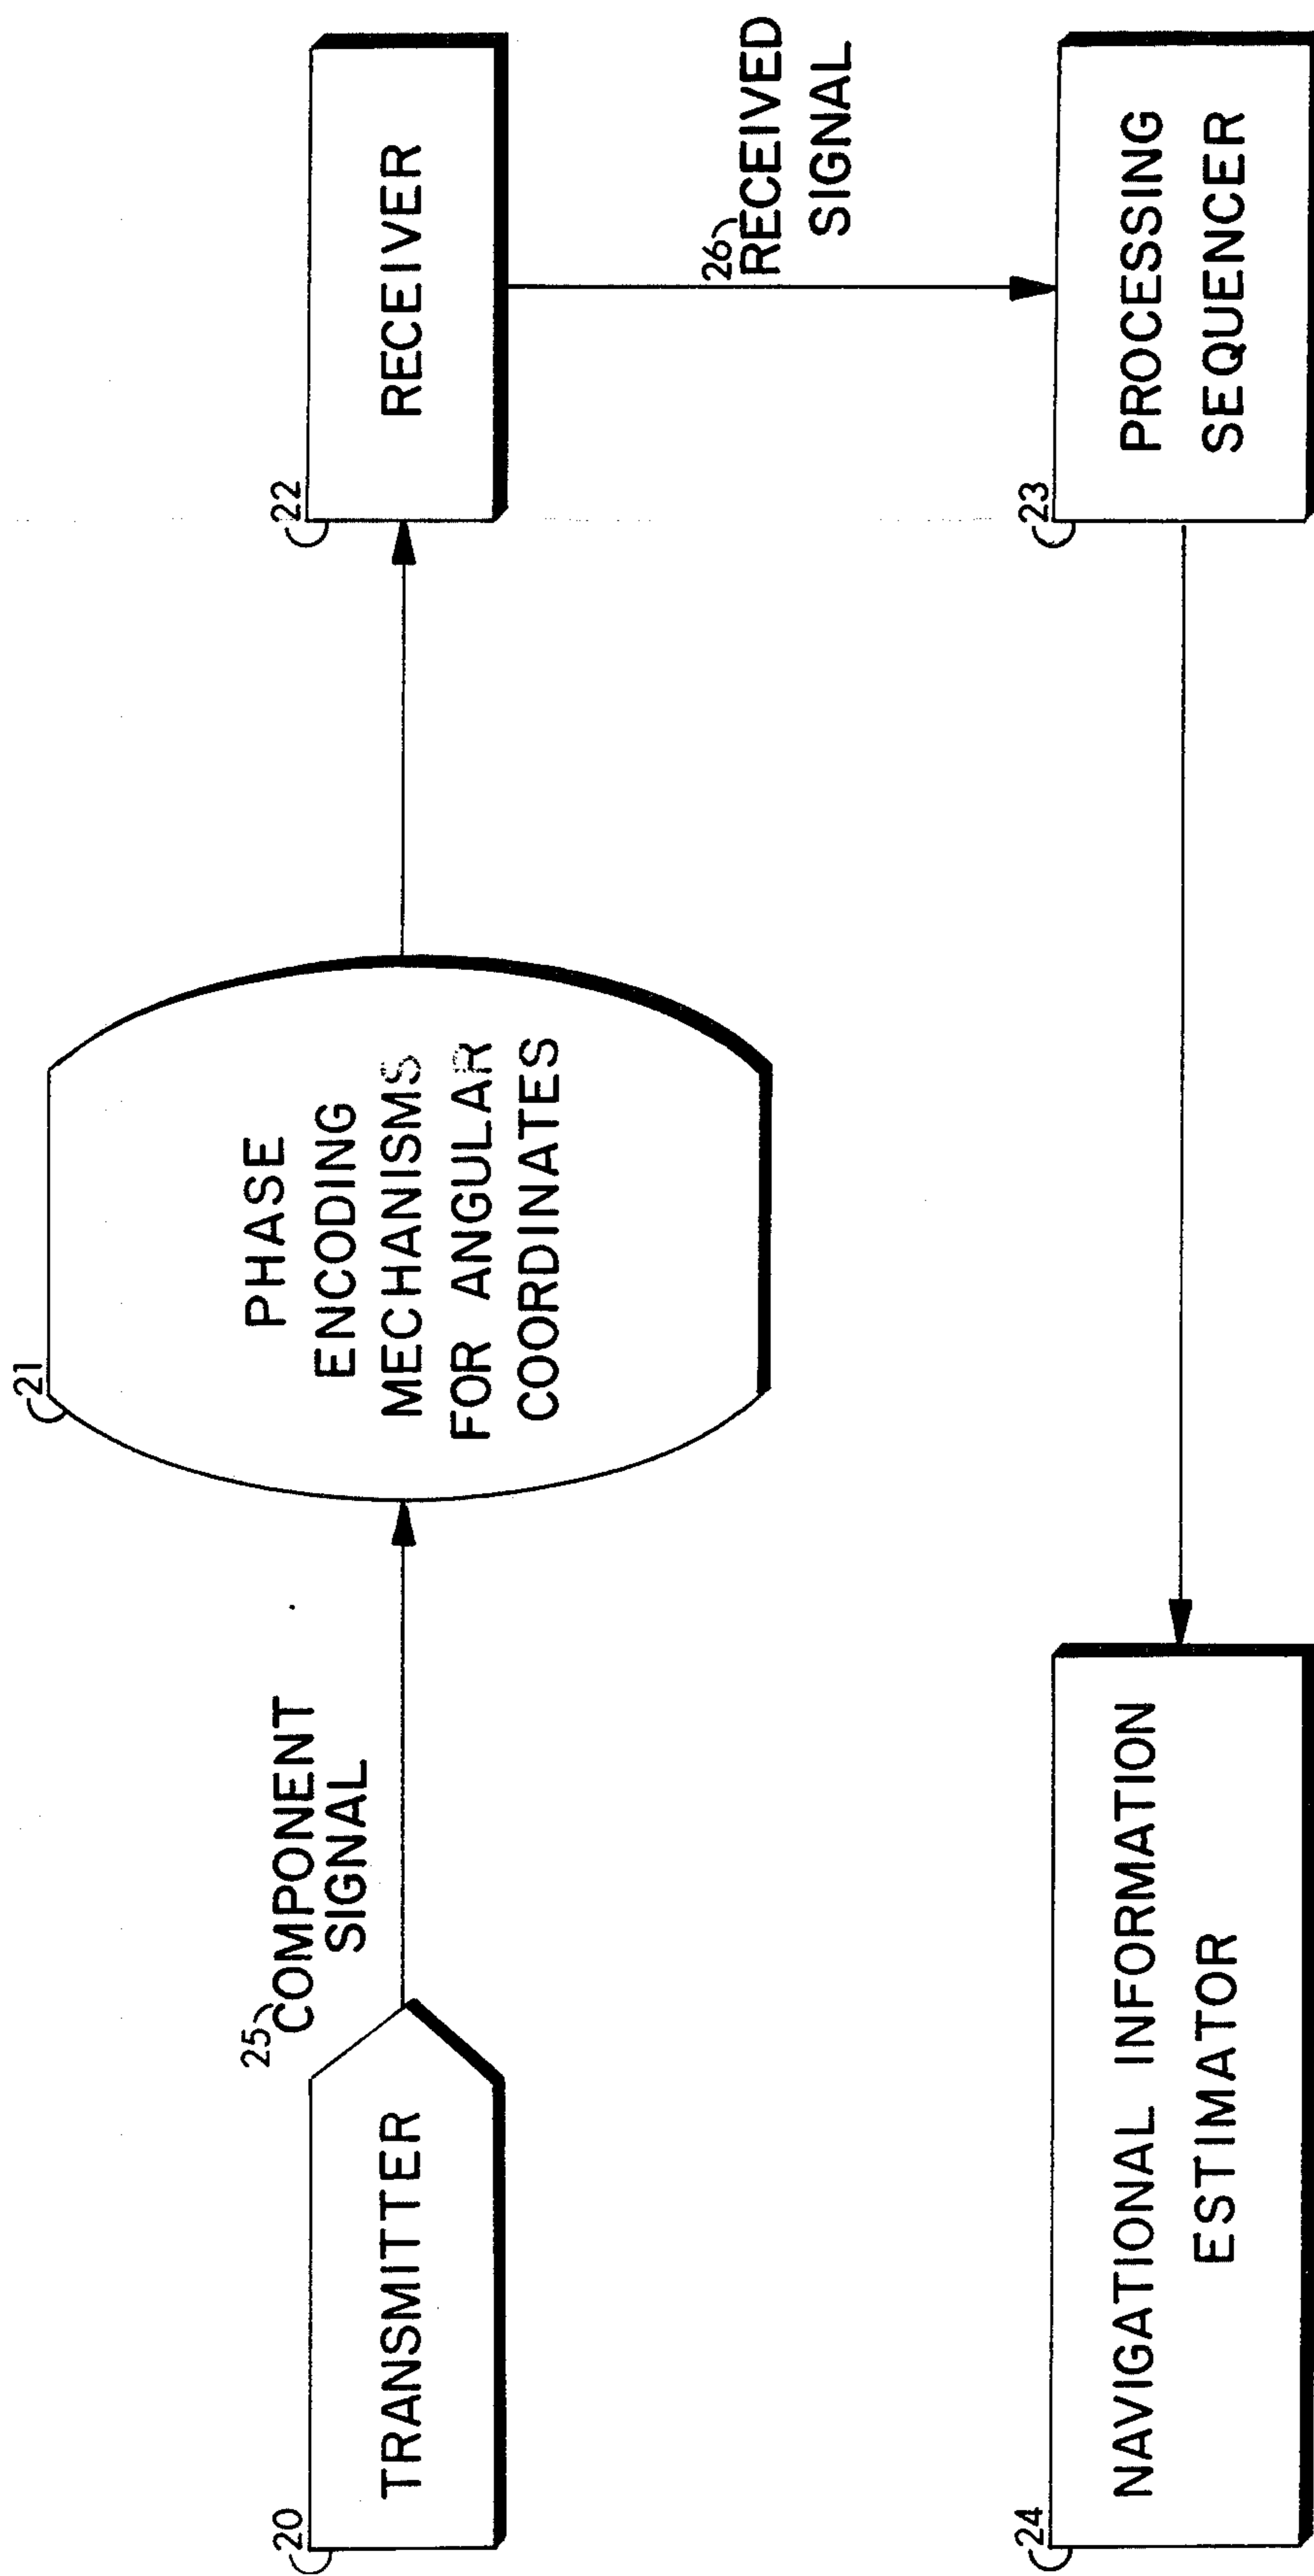 20
TRANSMITTER
25
COMPONENT
SIGNAL
21
PHASE
ENCODING
MECHANISMS
FOR ANGULAR
COORDINATES
22
RECEIVER
26
RECEIVED
SIGNAL
23
PROCESSING
SEQUENCER
24
NAVIGATIONAL INFORMATION
ESTIMATOR